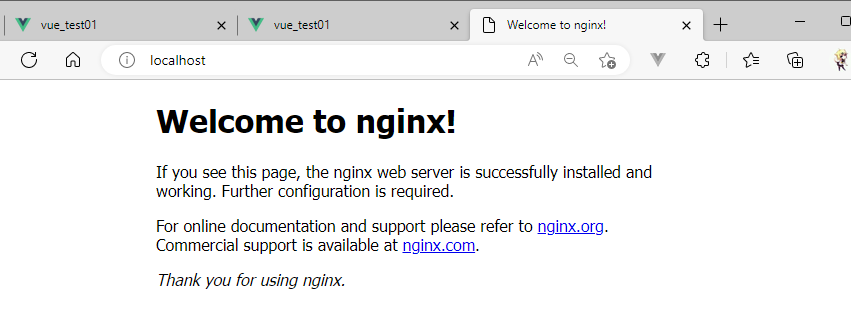 vue_test01
vue_test01
Welcome to nginx!
localhost
Welcome to nginx!
If you see this page, the nginx web server is successfully installed and
working. Further configuration is required.
For online documentation and support please refer to nginx.org.
Commercial support is available at nginx.com.
Thank you for using nginx.